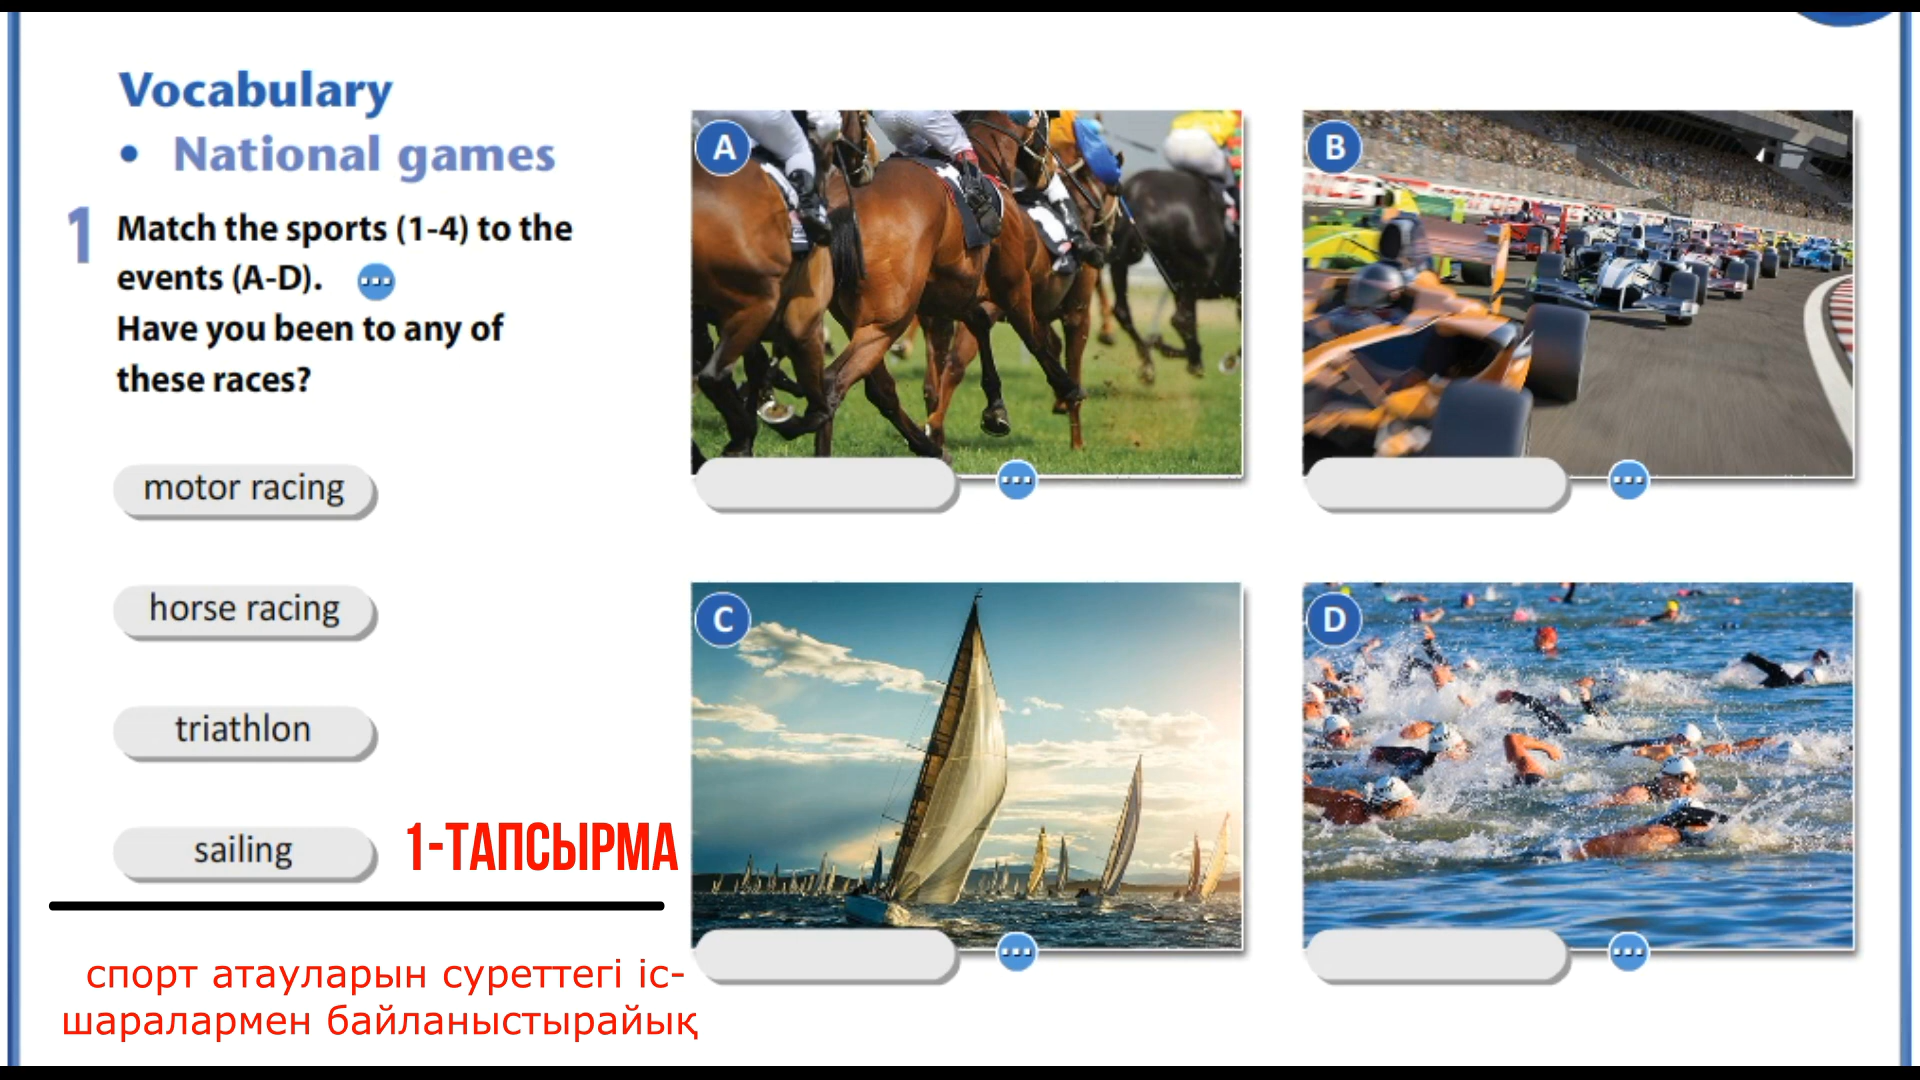 Vocabulary
• National games
1 Match the sports (1-4) to the
events (A-D).
Have you been to any of
these races?
motor racing
horse racing
triathlon
sailing
1-ТАПСЫРМА
спорт атауларын суреттегі іс-
шаралармен байланыстырайық
A
B
C
D